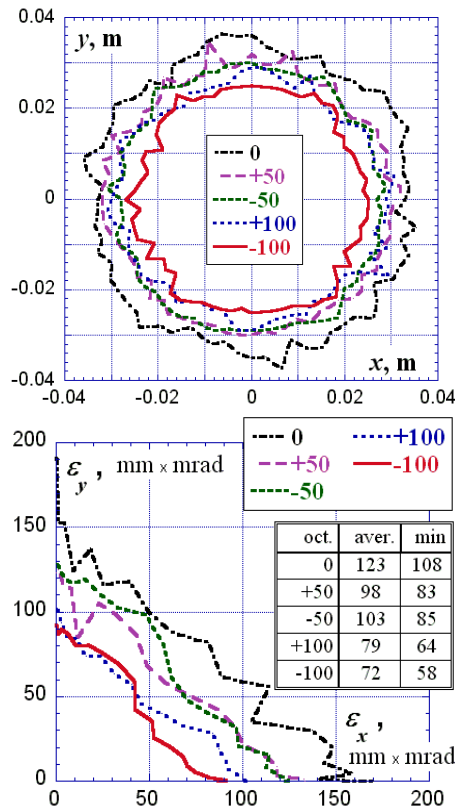 y, m
0.04
0.02
0
-0.02
-0.04
0
+50
-50
+100
-100
x, m
-0.04 -0.02 0 0.02 0.04
0 +100
+50 -100
-50
εy, mm × mrad
200
150
100
50
0
oct. aver. min
0 123 108
+50 98 83
-50 103 85
+100 79 64
-100 72 58
εx,
mm × mrad
0 50 100 150 200